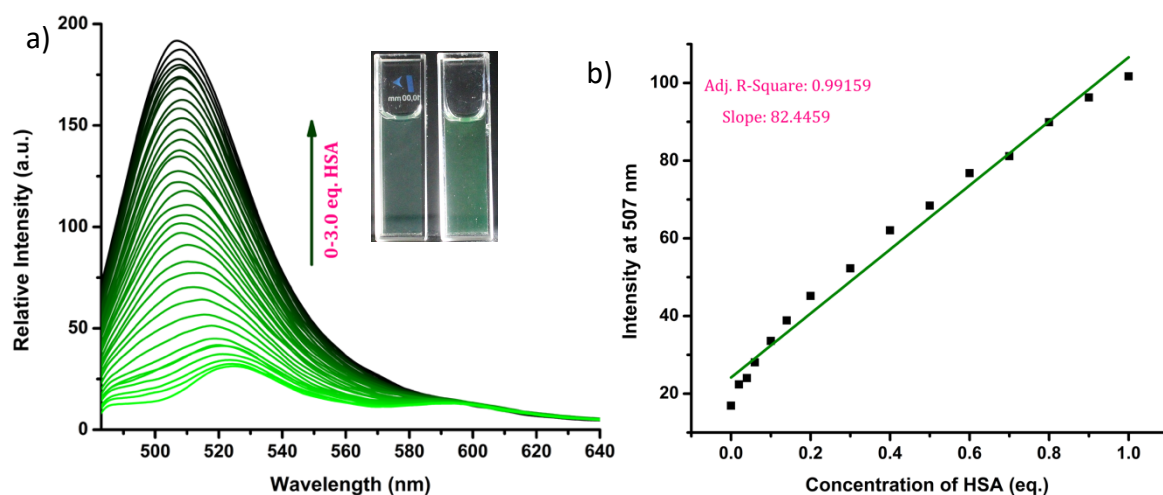 a)
200
150
100
50
0
Relative Intensity (a.u.)
500
520
540
560
580
600
620
640
Wavelength (nm)
0-3.0 eq. HSA
b)
Adj. R-Square: 0.99159
Slope: 82.4459
100
80
60
40
20
Intensity at 507 nm
0.0
0.2
0.4
0.6
0.8
1.0
Concentration of HSA (eq.)